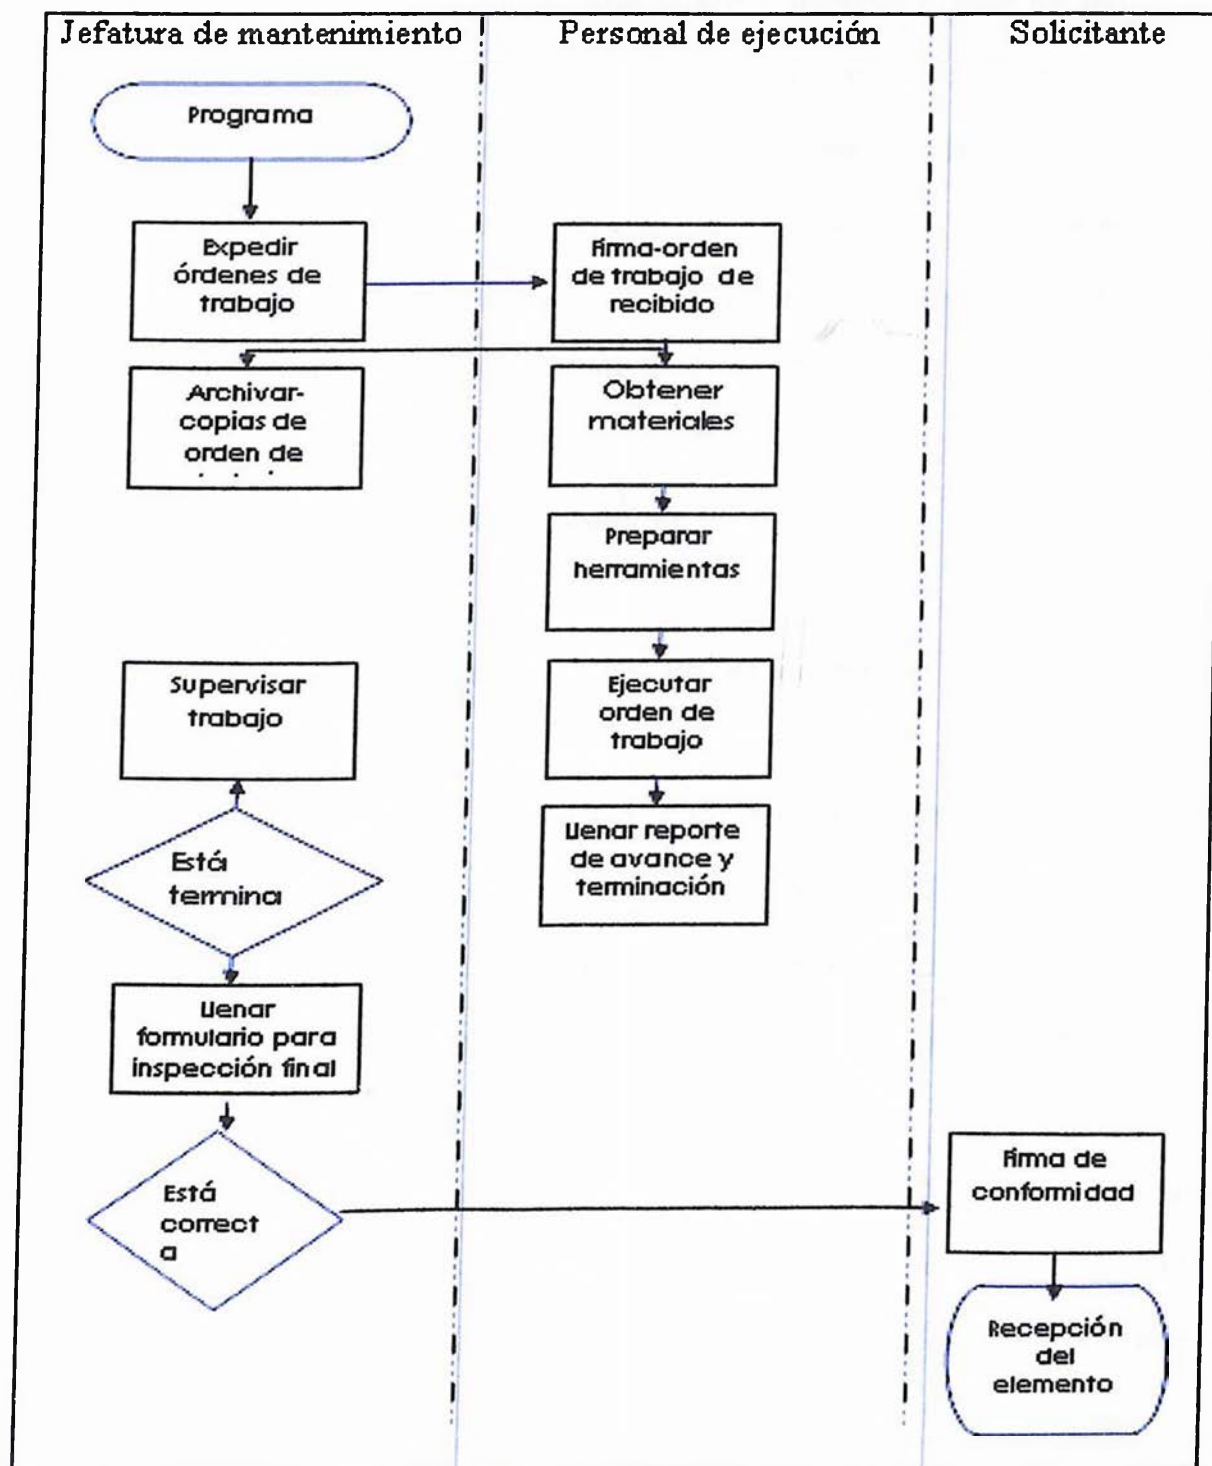 Jefatura de mantenimiento
Personal de ejecución
Solicitante
Programa
Expedir
órdenes de
trabajo
Firma-orden
de trabajo de
recibido
Archivar-
copias de
orden de
Obtener
materiales
Preparar
herramientas
Supervisar
trabajo
Ejecutar
orden de
trabajo
Está
termina
Llenar reporte
de avance y
terminación
Llenar
formulario para
inspección final
Está
correct
a
Firma de
conformidad
Recepción
del
elemento